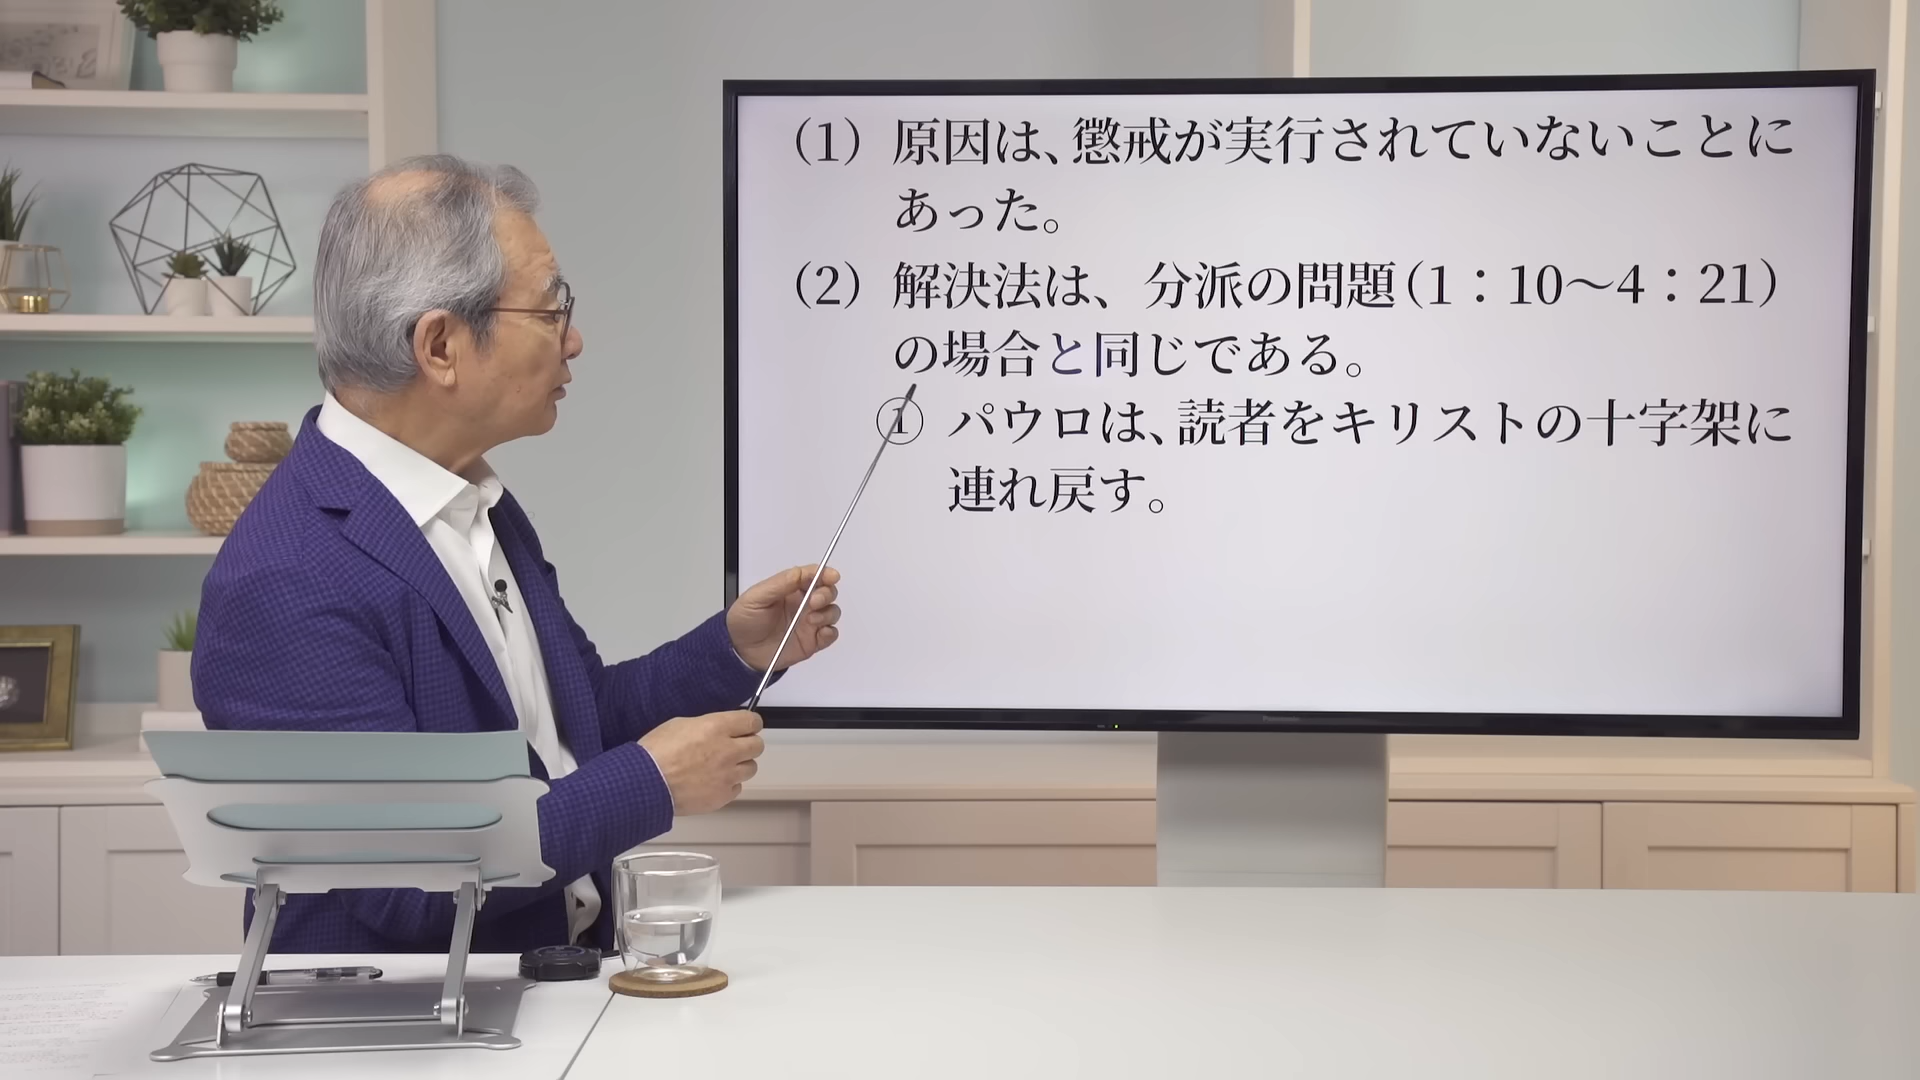 （1）原因は、懲戒が実行されていないことに
あった。
（2）解決法は、分派の問題（1：10〜4：21）
の場合と同じである。
① パウロは、読者をキリストの十字架に
連れ戻す。